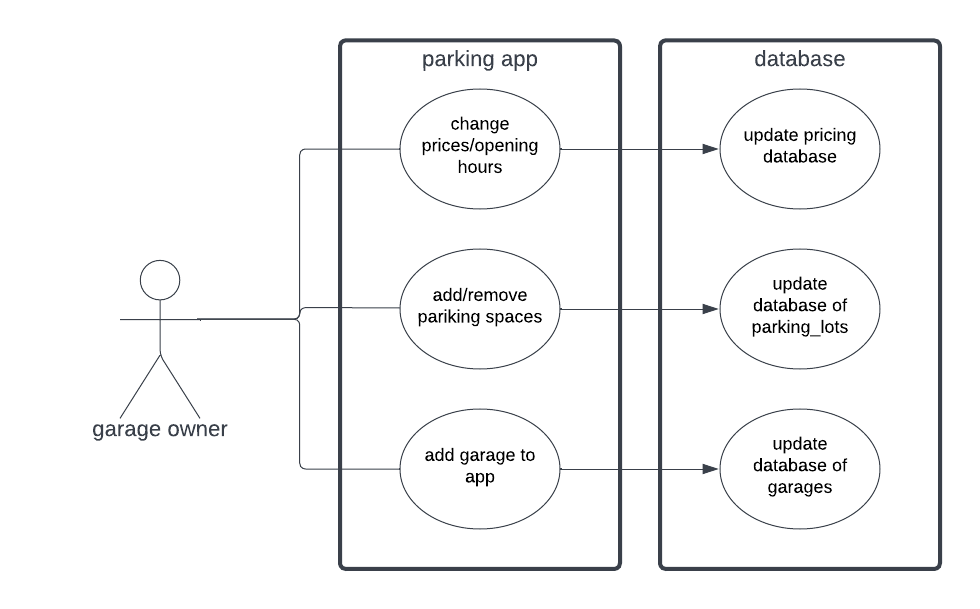 parking app
database
change
prices/opening
hours
update pricing
database
add/remove
pariking spaces
update
database of
parking_lots
garage owner
add garage to
app
update
database of
garages